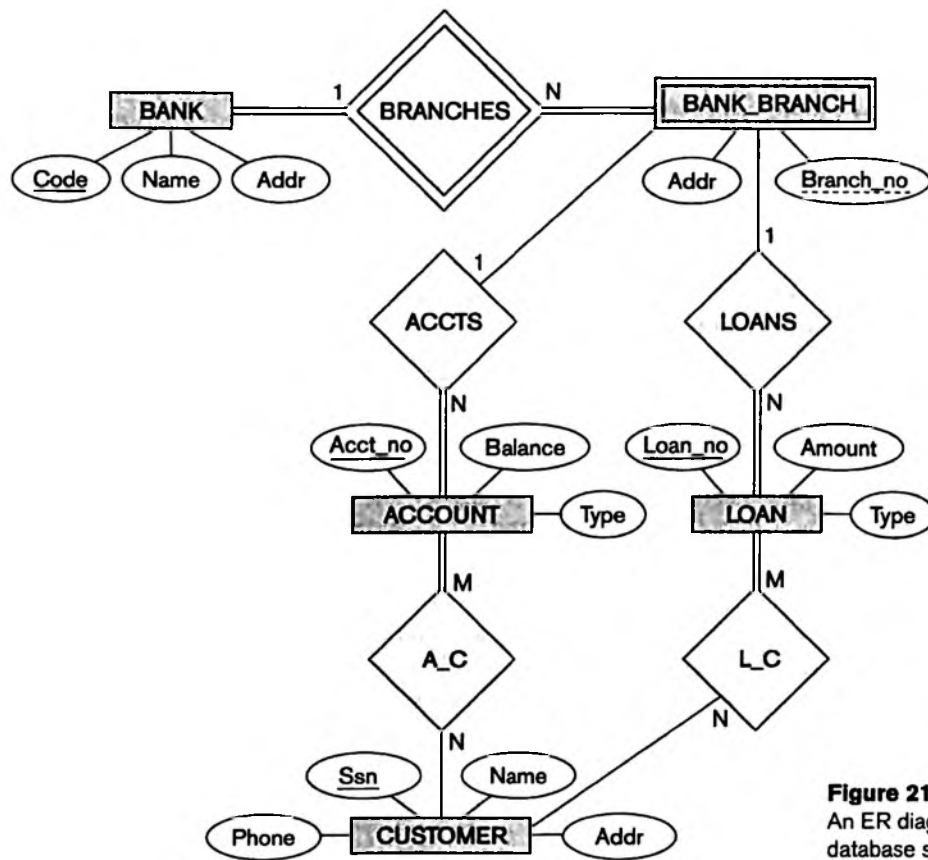 1
N
BANK
BRANCHES
BANK_BRANCH
Code
Name
Addr
Addr
Branch_no
1
1
ACCTS
LOANS
N
N
Acct_no
Balance
Loan_no
Amount
ACCOUNT
Type
LOAN
Type
M
M
A_C
L_C
N
N
Ssn
Name
Phone
CUSTOMER
Addr
Figure 21
An ER diag
database s